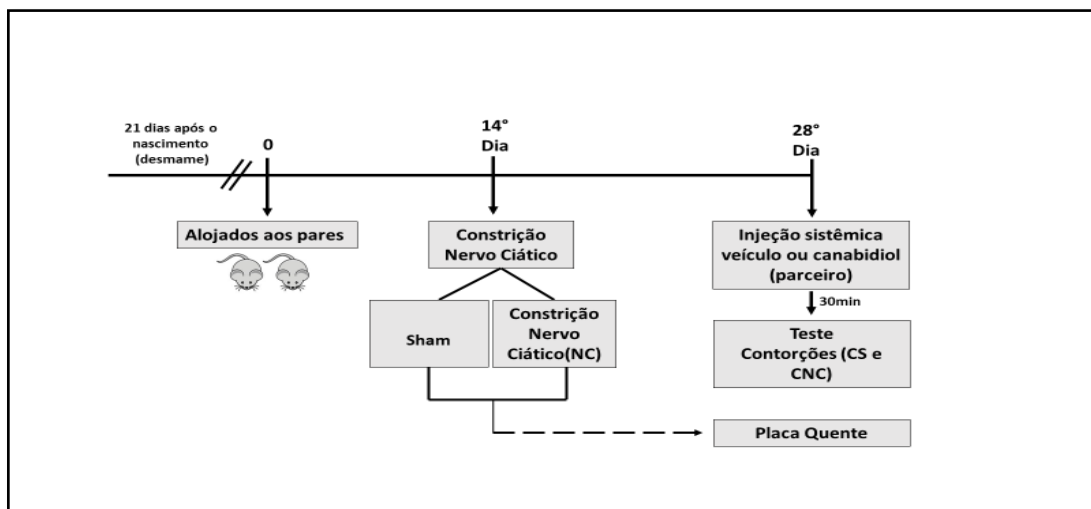 21 dias após o
nascimento
(desmame)
0
14°
Dia
28°
Dia
Alojados aos pares
Constrição
Nervo Ciático
Sham
Constrição
Nervo
Ciático(NC)
Injeção sistêmica
veículo ou canabidiol
(parceiro)
30min
Teste
Contorções (CS e
CNC)
Placa Quente